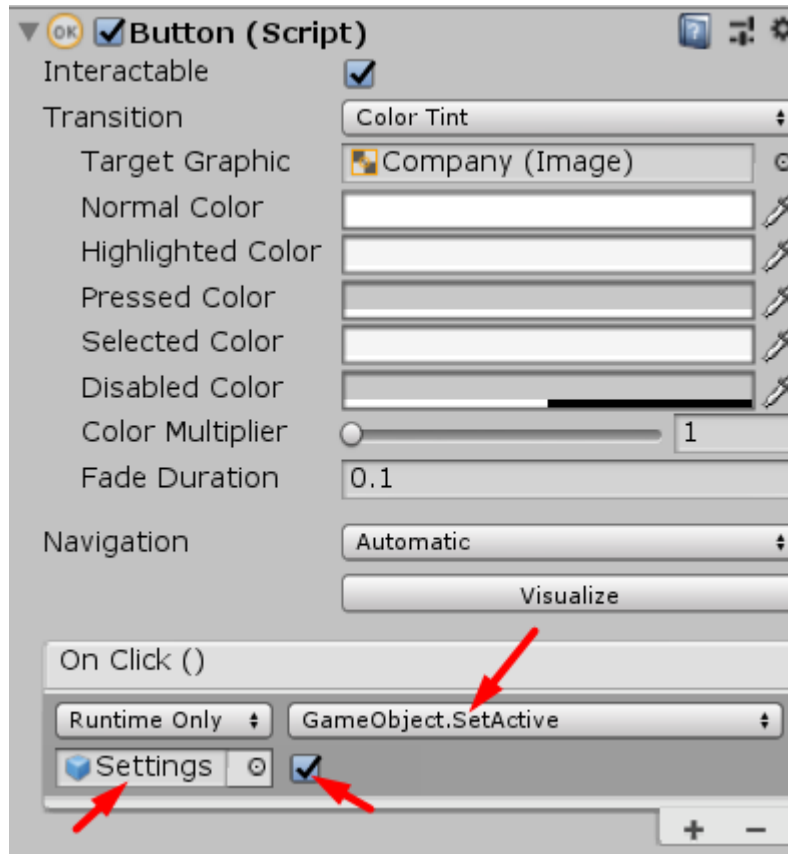 OK Button (Script) ?
Interactable
Transition Color Tint
Target Graphic Company (Image)
Normal Color
Highlighted Color
Pressed Color
Selected Color
Disabled Color
Color Multiplier 1
Fade Duration 0.1
Navigation Automatic
Visualize
On Click ()
Runtime Only GameObject.SetActive
Settings
+ −